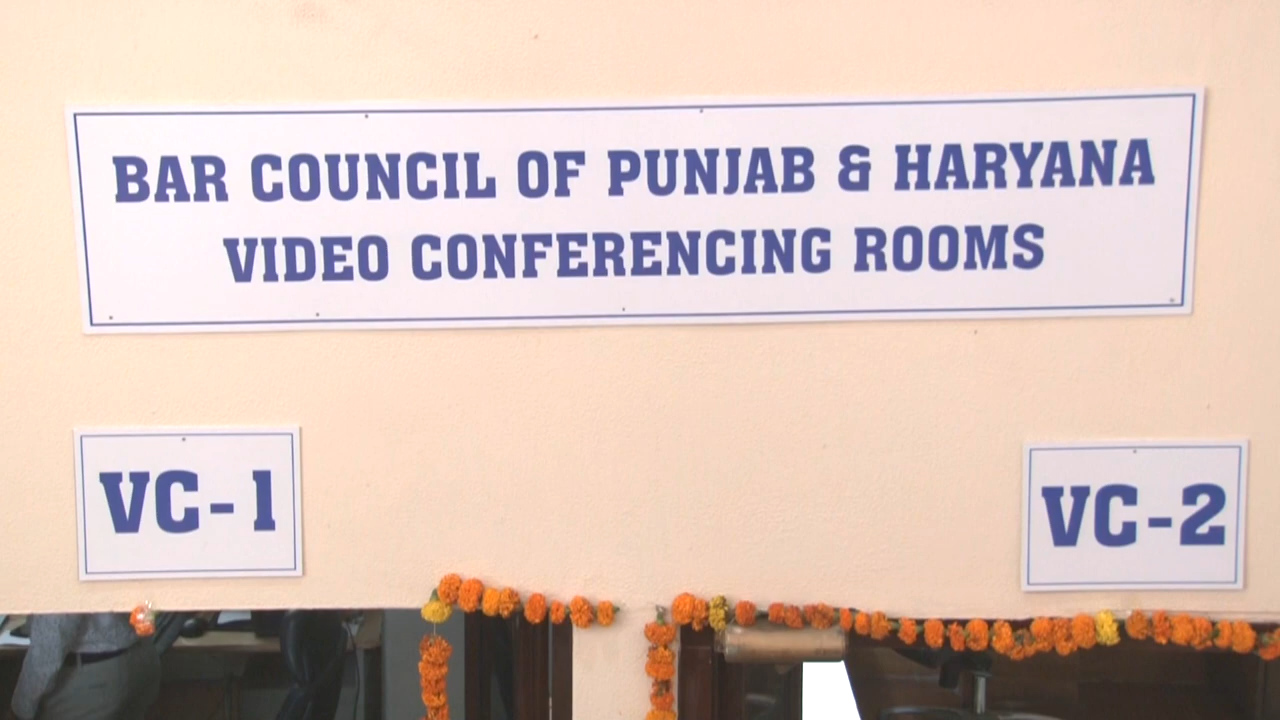 BAR COUNCIL OF PUNJAB & HARYANA
VIDEO CONFERENCING ROOMS
VC-1
VC-2